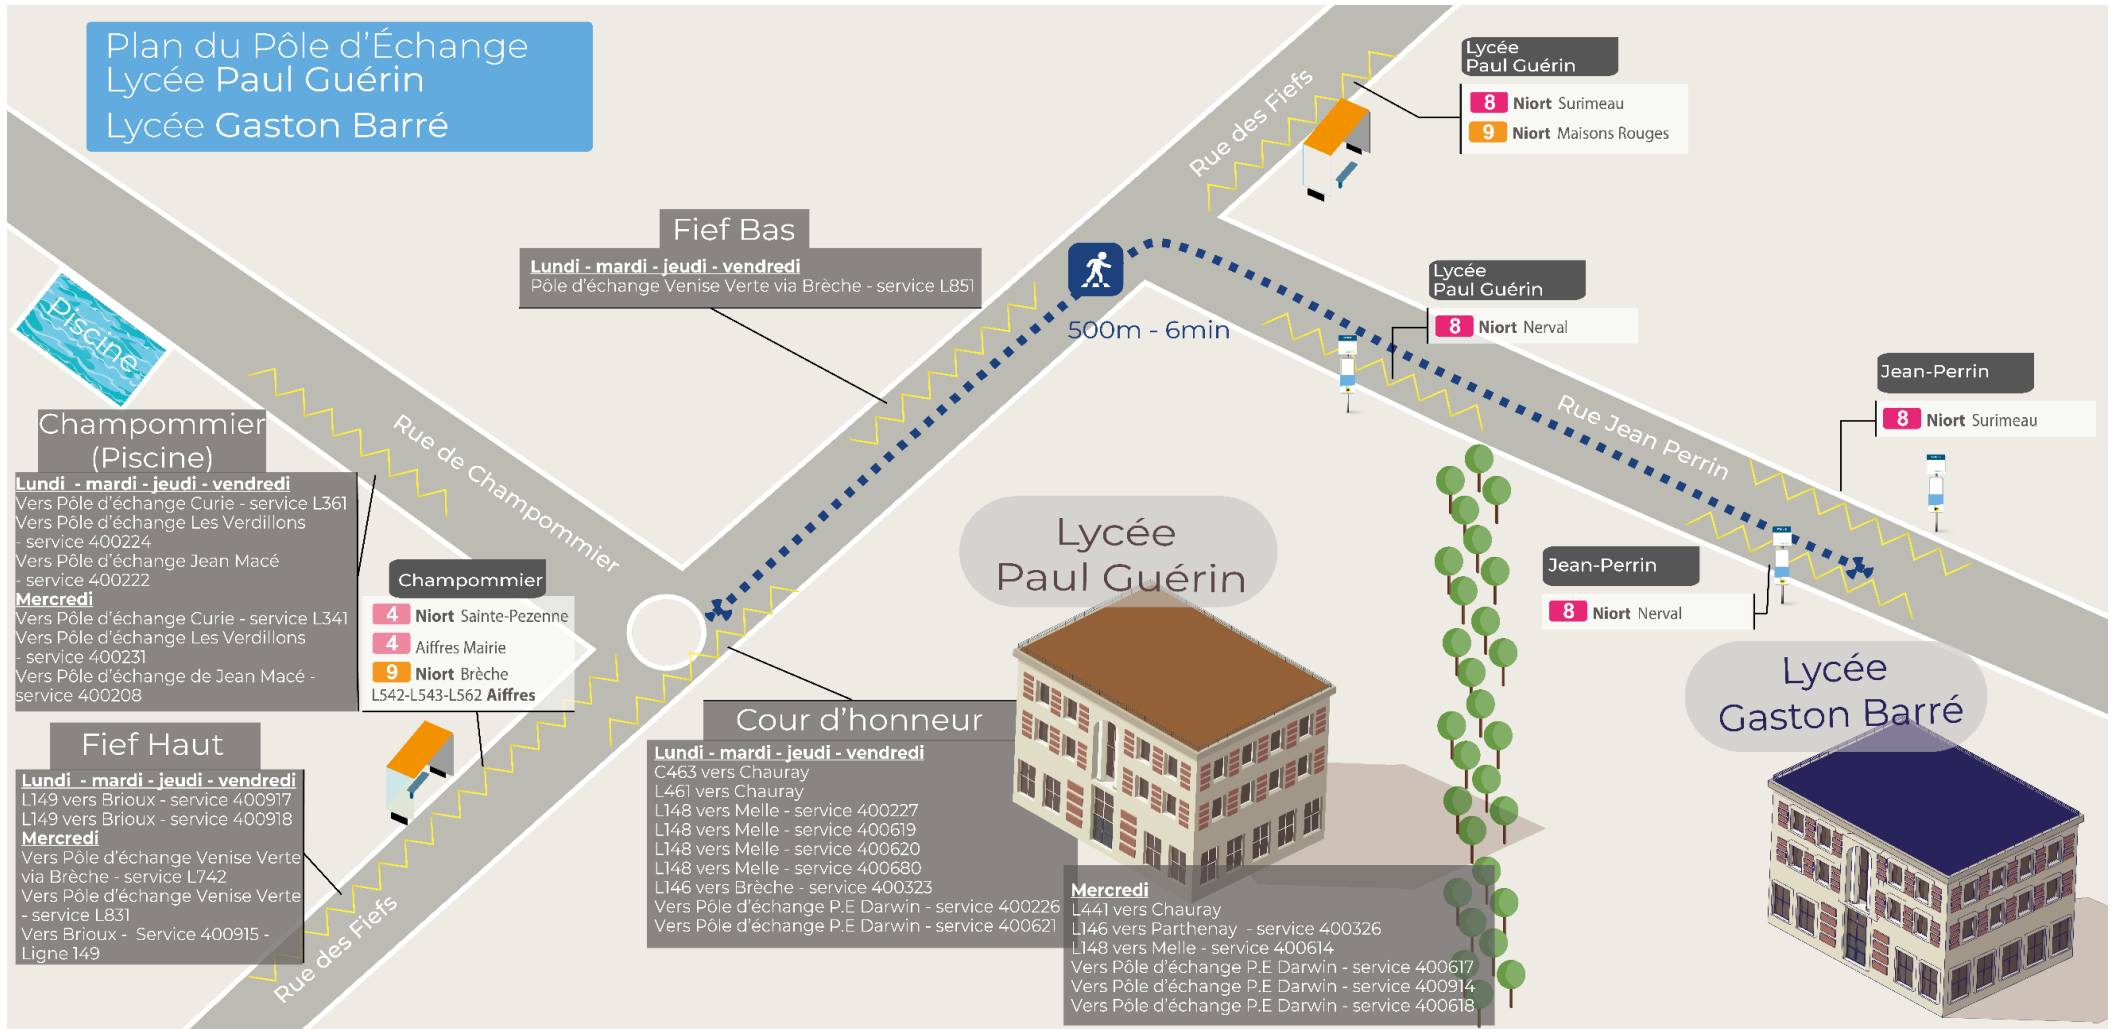 Plan du Pôle d'Échange
Lycée Paul Guérin
Lycée Gaston Barré
Lycée
Paul Guérin
8 Niort Surimeau
9 Niort Maisons Rouges
Rue des Fiefs
Fief Bas
Lundi - mardi - jeudi - vendredi
Pôle d'échange Venise Verte via Brèche - service L851
500m - 6min
Lycée
Paul Guérin
8 Niort Nerval
Jean-Perrin
8 Niort Surimeau
Rue Jean Perrin
Jean-Perrin
8 Niort Nerval
Piscine
Rue de Champommier
Champommier
(Piscine)
Lundi - mardi - jeudi - vendredi
Vers Pôle d'échange Curie - service L361
Vers Pôle d'échange Les Verdillons
- service 400224
Vers Pôle d'échange Jean Macé
- service 400222
Mercredi
Vers Pôle d'échange Curie - service L341
Vers Pôle d'échange Les Verdillons
- service 400231
Vers Pôle d'échange de Jean Macé -
service 400208
Champommier
4 Niort Sainte-Pezenne
4 Aiffres Mairie
9 Niort Brèche
L542-L543-L562 Aiffres
Fief Haut
Lundi - mardi - jeudi - vendredi
L149 vers Brioux - service 400917
L149 vers Brioux - service 400918
Mercredi
Vers Pôle d'échange Venise Verte
via Brèche - service L742
Vers Pôle d'échange Venise Verte
- service L831
Vers Brioux - Service 400915 -
Ligne 149
Rue des Fiefs
Cour d'honneur
Lundi - mardi - jeudi - vendredi
C463 vers Chauray
L461 vers Chauray
L148 vers Melle - service 400227
L148 vers Melle - service 400619
L148 vers Melle - service 400620
L148 vers Melle - service 400680
L146 vers Brèche - service 400323
Vers Pôle d'échange P.E Darwin - service 400226
Vers Pôle d'échange P.E Darwin - service 400621
Mercredi
L441 vers Chauray
L146 vers Parthenay - service 400326
L148 vers Melle - service 400614
Vers Pôle d'échange P.E Darwin - service 400617
Vers Pôle d'échange P.E Darwin - service 400914
Vers Pôle d'échange P.E Darwin - service 400618
Lycée
Paul Guérin
Lycée
Gaston Barré